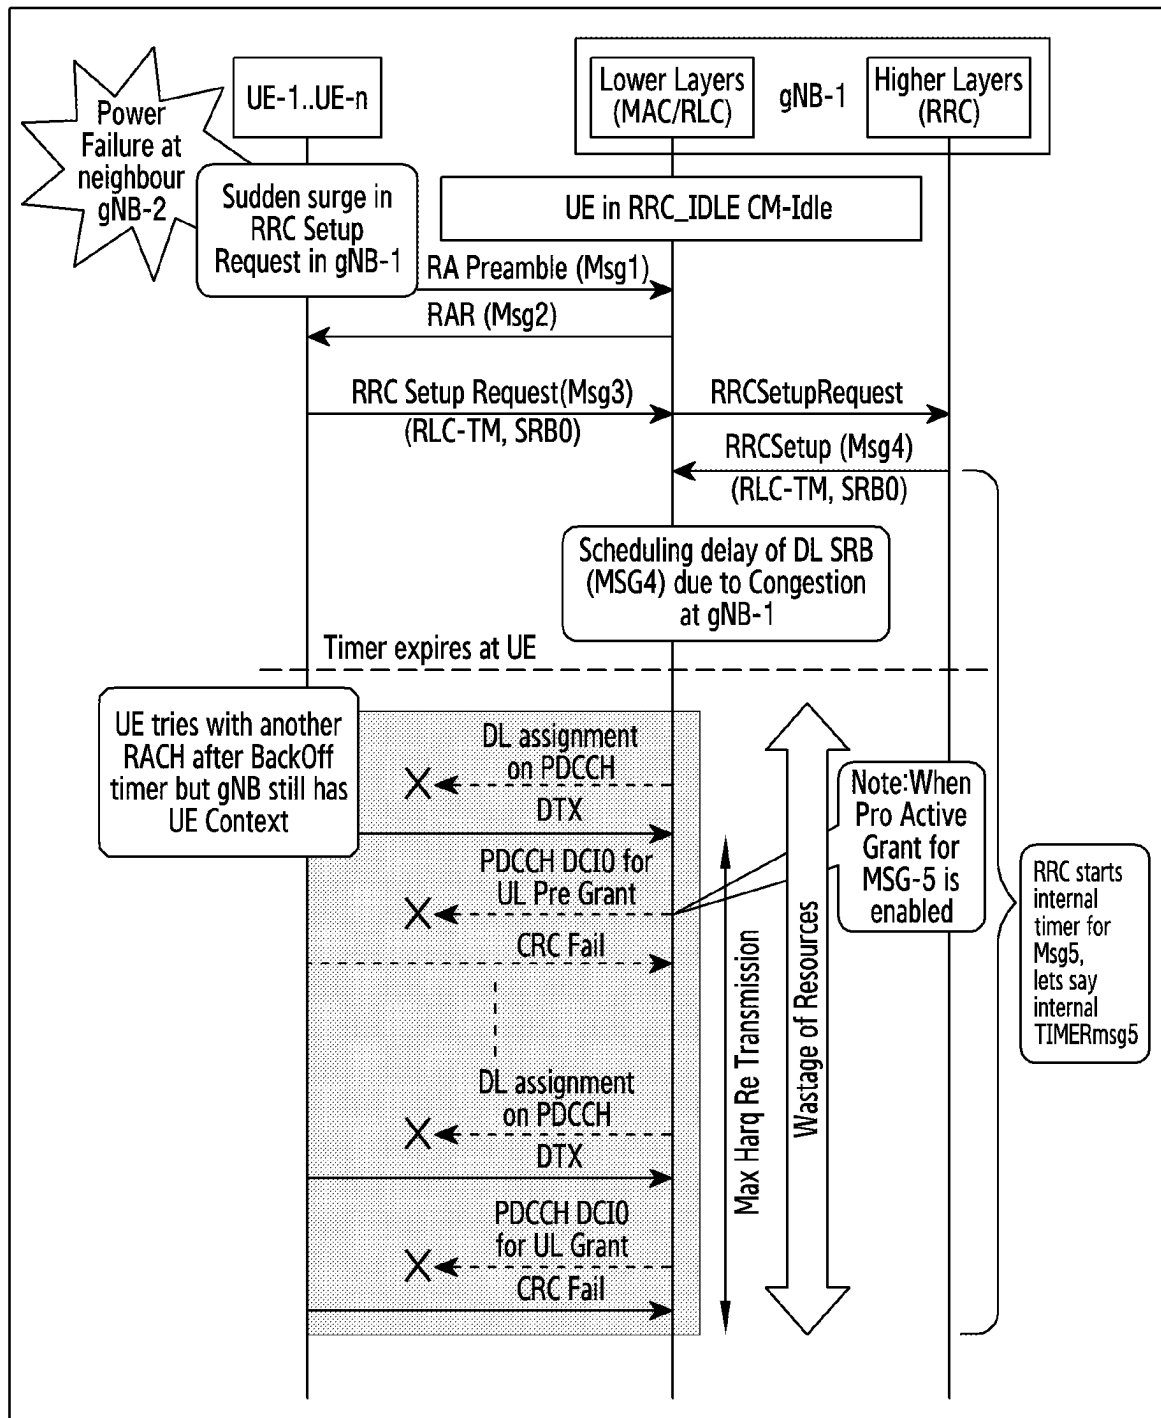 Power
Failure at
neighbour
gNB-2
UE-1..UE-n
Lower Layers
(MAC/RLC)
gNB-1
Higher Layers
(RRC)
Sudden surge in
RRC Setup
Request in gNB-1
UE in RRC_IDLE CM-Idle
RA Preamble (Msg1)
RAR (Msg2)
RRC Setup Request(Msg3)
(RLC-TM, SRB0)
RRCSetupRequest
RRCSetup (Msg4)
(RLC-TM, SRB0)
Scheduling delay of DL SRB
(MSG4) due to Congestion
at gNB-1
Timer expires at UE
UE tries with another
RACH after BackOff
timer but gNB still has
UE Context
DL assignment
on PDCCH
DTX
PDCCH DCI0 for
UL Pre Grant
CRC Fail
DL assignment
on PDCCH
DTX
PDCCH DCI0
for UL Grant
CRC Fail
Max Harq Re Transmission
Wastage of Resources
Note:When
Pro Active
Grant for
MSG-5 is
enabled
RRC starts
internal
timer for
Msg5,
lets say
internal
TIMERmsg5